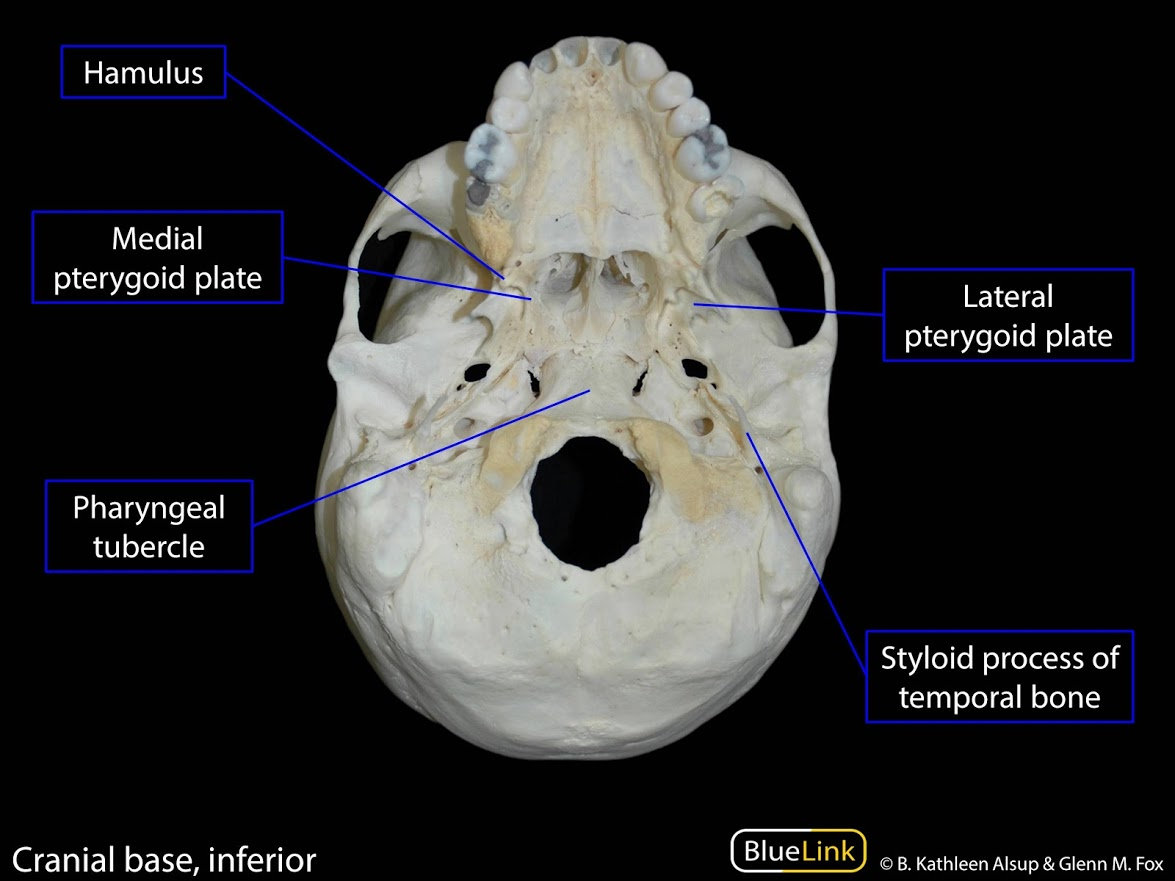 Hamulus
Medial
pterygoid plate
Lateral
pterygoid plate
Pharyngeal
tubercle
Styloid process of
temporal bone
Cranial base, inferior
BlueLink
© B. Kathleen Alsup & Glenn M. Fox